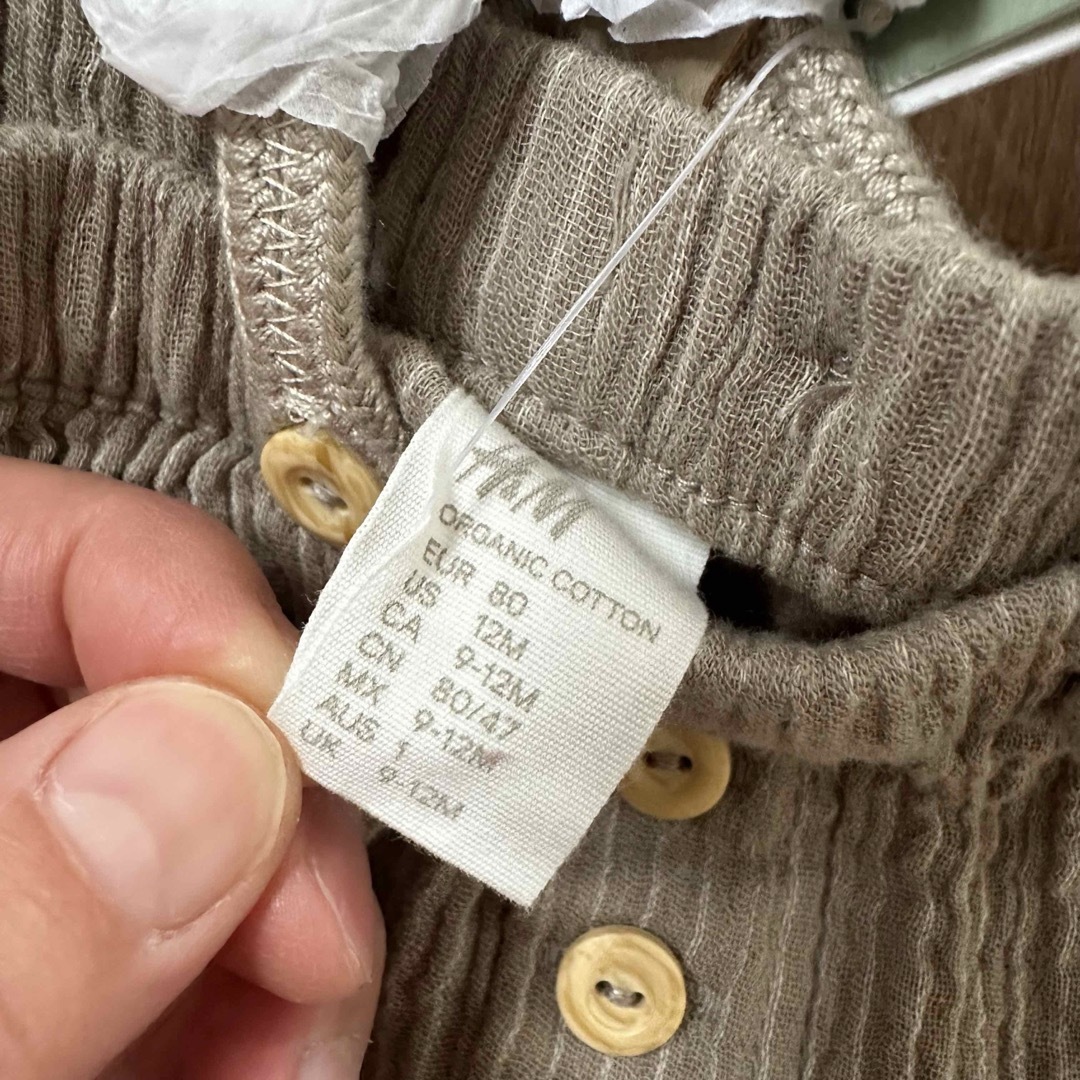 H&M
ORGANIC COTTON
EUR 80
US 12M
CA 9-12M
CN 80/47
MX 9-12M
AUS 1
UK 9-12M